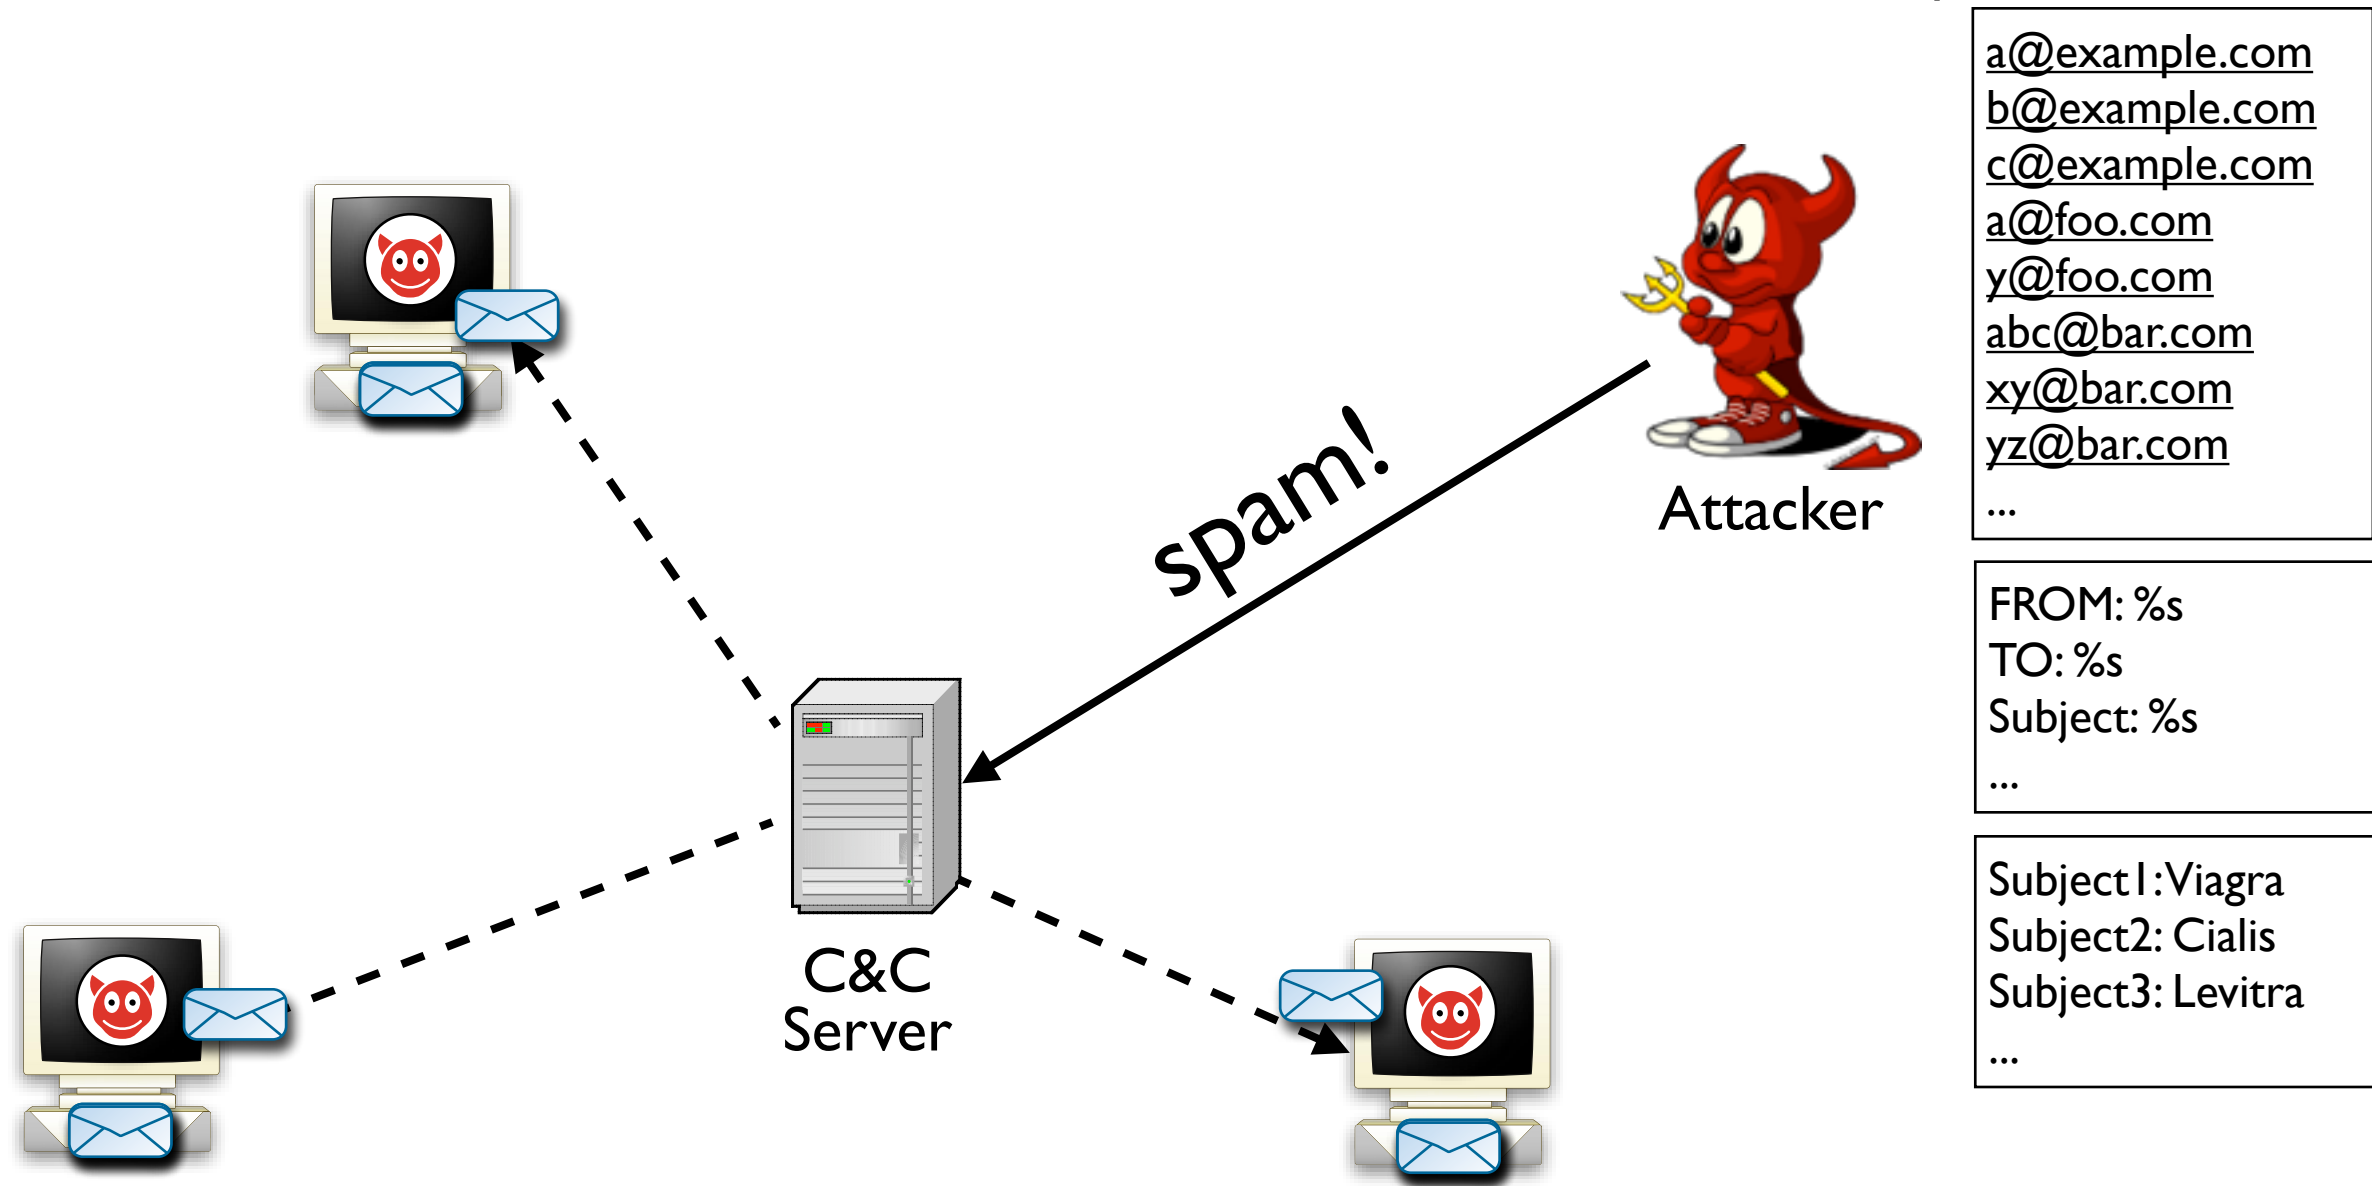 spam!
Attacker
C&C
Server
a@example.com
b@example.com
c@example.com
a@foo.com
y@foo.com
abc@bar.com
xy@bar.com
yz@bar.com
...
FROM: %s
TO: %s
Subject: %s
...
Subject1: Viagra
Subject2: Cialis
Subject3: Levitra
...